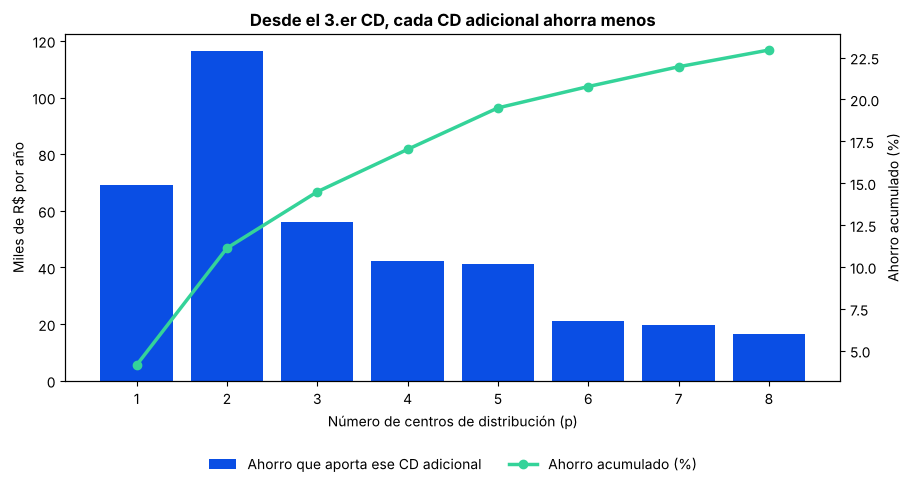 Desde el 3.er CD, cada CD adicional ahorra menos
Miles de R$ por año
120
100
80
60
40
20
0
22.5
20.0
17.5
15.0
12.5
10.0
7.5
5.0
Ahorro acumulado (%)
1 2 3 4 5 6 7 8
Número de centros de distribución (p)
Ahorro que aporta ese CD adicional
Ahorro acumulado (%)